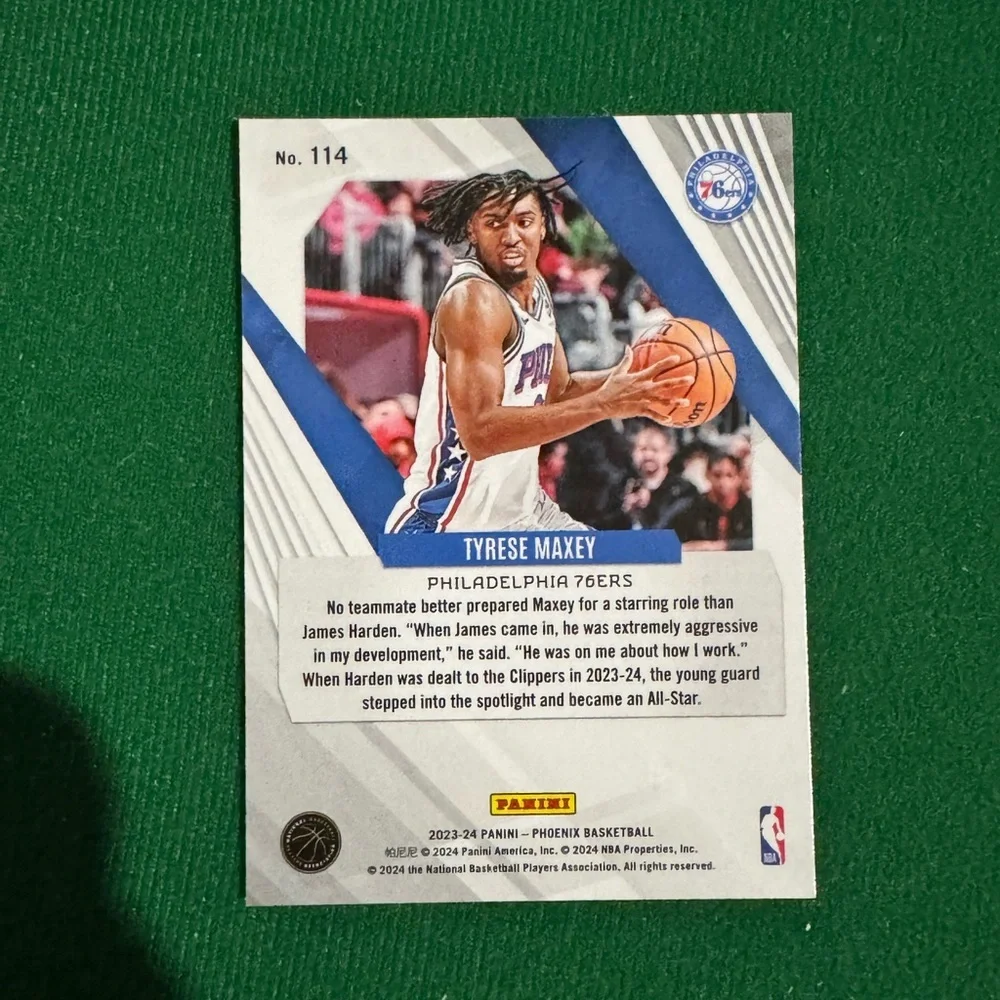 No. 114
PHILADELPHIA
76ers
PHI
TYRESE MAXEY
PHILADELPHIA 76ERS
No teammate better prepared Maxey for a starring role than
James Harden. “When James came in, he was extremely aggressive
in my development,” he said. “He was on me about how I work.”
When Harden was dealt to the Clippers in 2023-24, the young guard
stepped into the spotlight and became an All-Star.
PANINI
2023-24 PANINI – PHOENIX BASKETBALL
帕尼尼 © 2024 Panini America, Inc. © 2024 NBA Properties, Inc.
© 2024 the National Basketball Players Association. All rights reserved.
NBA